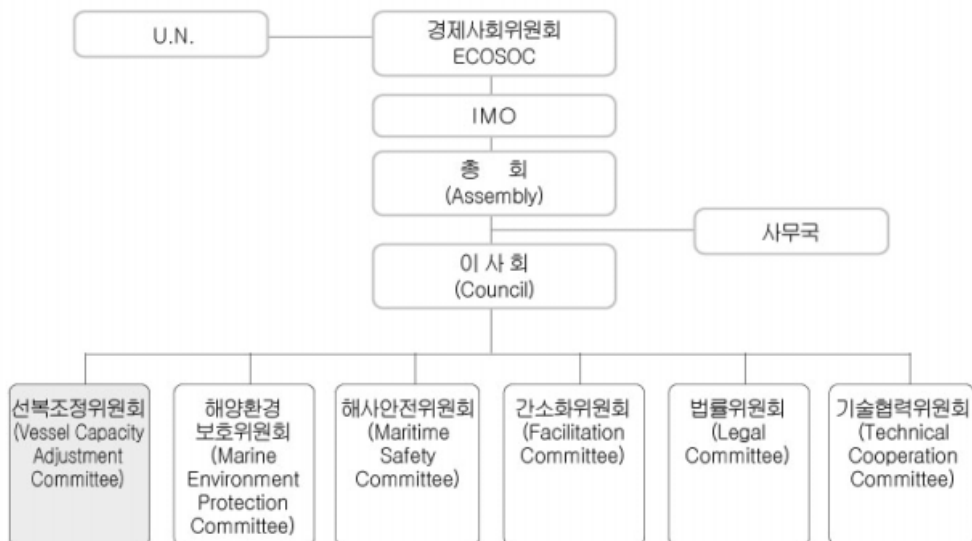 U.N.
경제사회위원회
ECOSOC
IMO
총 회
(Assembly)
사무국
이 사 회
(Council)
선복조정위원회
(Vessel Capacity
Adjustment
Committee)
해양환경
보호위원회
(Marine
Environment
Protection
Committee)
해사안전위원회
(Maritime
Safety
Committee)
간소화위원회
(Facilitation
Committee)
법률위원회
(Legal
Committee)
기술협력위원회
(Technical
Cooperation
Committee)